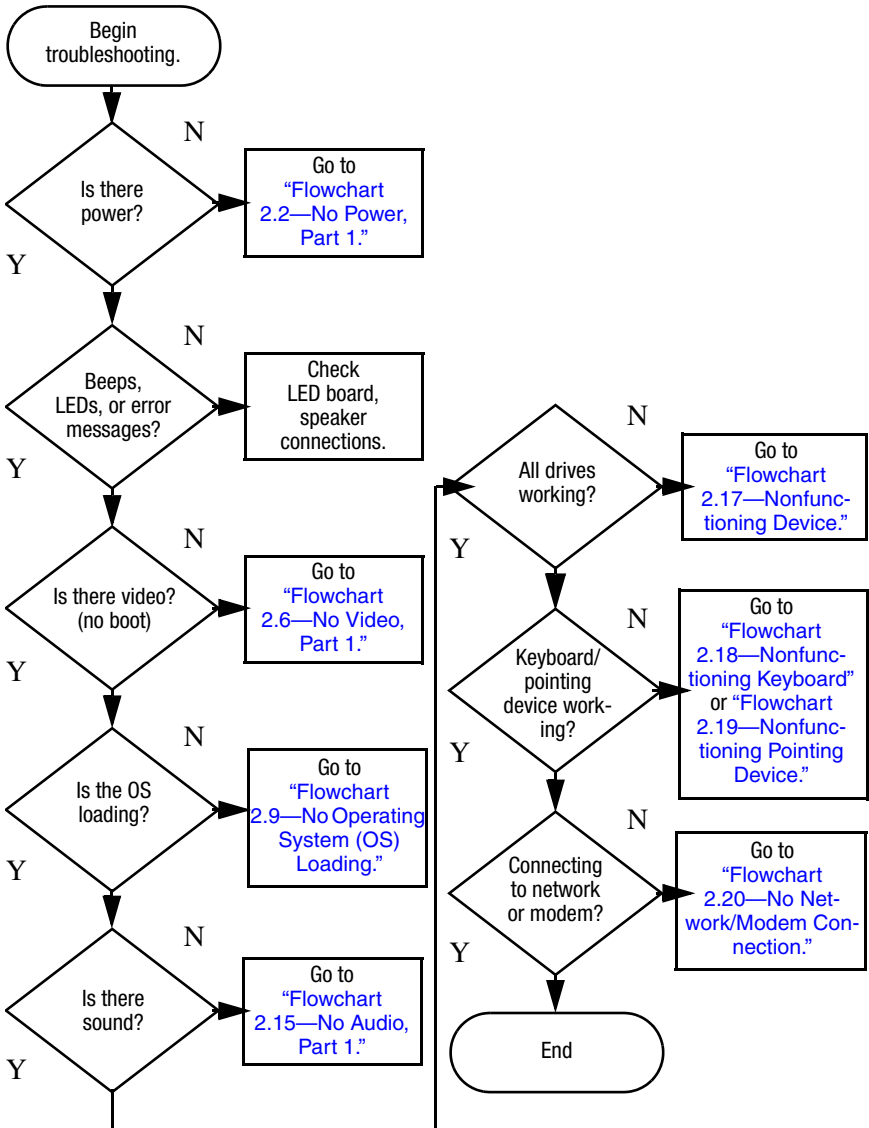 Begin
troubleshooting.
N
Is there
power?
Go to
“Flowchart
2.2—No Power,
Part 1.”
Y
N
Beeps,
LEDs, or error
messages?
Check
LED board,
speaker
connections.
Y
N
Is there video?
(no boot)
Go to
“Flowchart
2.6—No Video,
Part 1.”
Y
N
Is the OS
loading?
Go to
“Flowchart
2.9—No Operating
System (OS)
Loading.”
Y
N
Is there
sound?
Go to
“Flowchart
2.15—No Audio,
Part 1.”
Y
N
All drives
working?
Go to
“Flowchart
2.17—Nonfunc-
tioning Device.”
Y
N
Keyboard/
pointing
device work-
ing?
Go to
“Flowchart
2.18—Nonfunc-
tioning Keyboard”
or “Flowchart
2.19—Nonfunc-
tioning Pointing
Device.”
Y
N
Connecting
to network
or modem?
Go to
“Flowchart
2.20—No Net-
work/Modem Con-
nection.”
Y
End